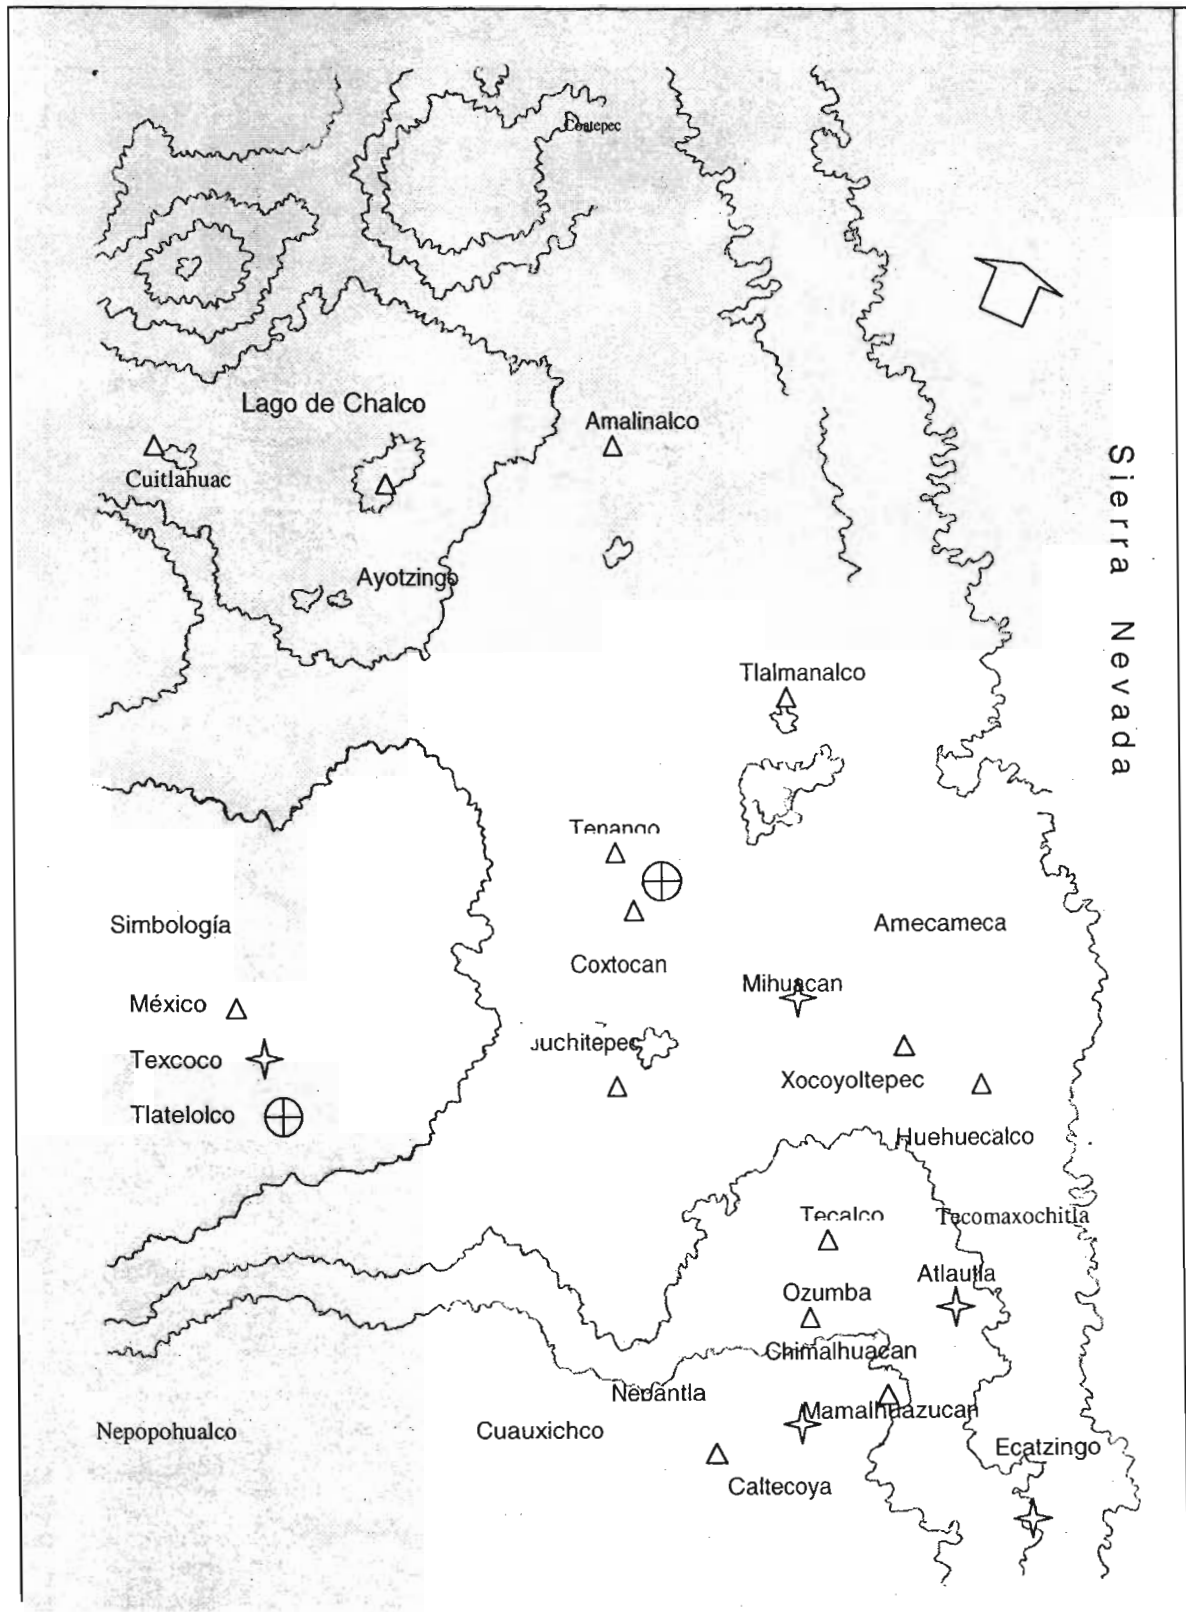 Coatepec
Lago de Chalco
Amalinalco
Cuitlahuac
Sierra Nevada
Ayotzingo
Tlalmanalco
Tenango
Simbología
Amecameca
Coxtocan
Mihuacan
México
Juchitepec
Texcoco
Xocoyoltepec
Tlatelolco
Huehuecalco
Tecalco
Tecomaxochitla
Atlautla
Ozumba
Chimalhuacan
Nepantla
Mamalhuazucan
Nepopohualco
Cuauxichco
Ecatzingo
Caltecoya